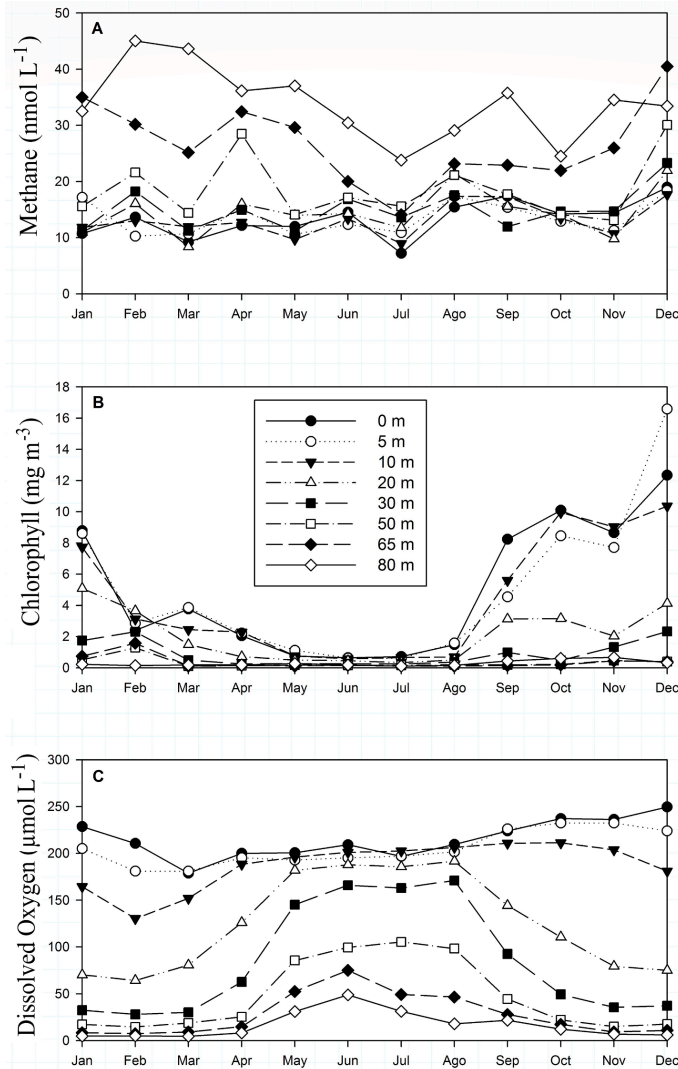 A
Methane (nmol L⁻¹)
50
40
30
20
10
0
Jan Feb Mar Apr May Jun Jul Ago Sep Oct Nov Dec
B
Chlorophyll (mg m⁻³)
18
16
14
12
10
8
6
4
2
0
0 m
5 m
10 m
20 m
30 m
50 m
65 m
80 m
Jan Feb Mar Apr May Jun Jul Ago Sep Oct Nov Dec
C
Dissolved Oxygen (μmol L⁻¹)
300
250
200
150
100
50
0
Jan Feb Mar Apr May Jun Jul Ago Sep Oct Nov Dec